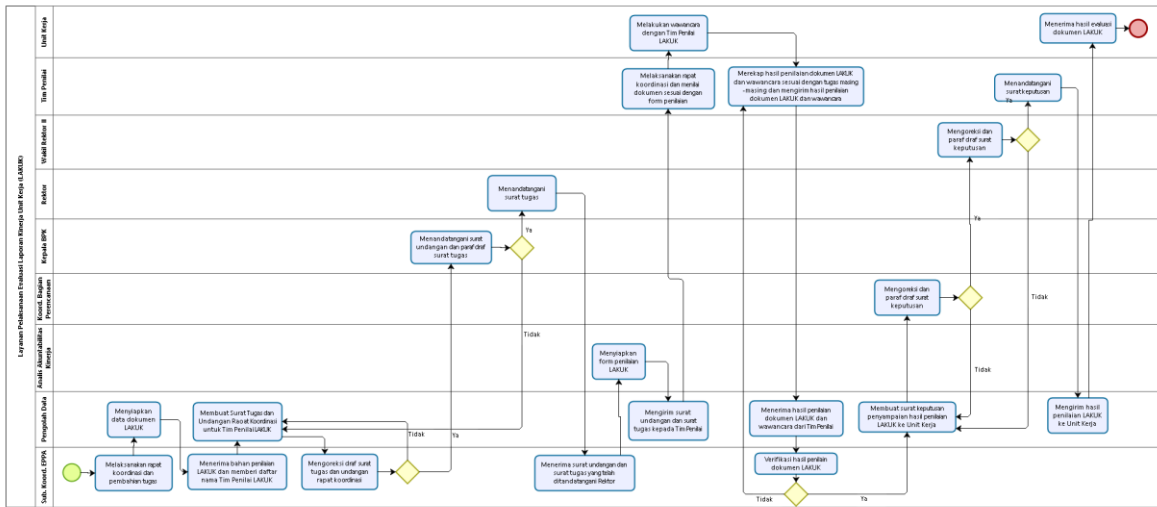 Layanan Pelaksanaan Evaluasi Laporan Kinerja Unit Kerja (LAKUK)
Unit Kerja
Melakukan wawancara
dengan Tim Penilai
LAKUK
Menerima hasil evaluasi
dokumen LAKUK
Tim Penilai
Melaksanakan rapat
koordinasi dan menilai
dokumen sesuai dengan
form penilaian
Merekap hasil penilaian dokumen LAKUK
dan wawancara sesuai dengan tugas masing
-masing dan mengirim hasil penilaian
dokumen LAKUK dan wawancara
Menandatangani
surat keputusan
Ya
Wakil Rektor II
Mengoreksi dan
paraf draf surat
keputusan
Rektor
Menandatangani
surat tugas
Ya
Ya
Kepala BPK
Menandatangani surat
undangan dan paraf draf
surat tugas
Koord. Bagian
Perencanaan
Mengoreksi dan
paraf draf surat
keputusan
Tidak
Analis Akuntabilitas
Kinerja
Tidak
Menyiapkan
form penilaian
LAKUK
Tidak
Pengolah Data
Menyiapkan
data dokumen
LAKUK
Membuat Surat Tugas dan
Undangan Rapat Koordinasi
untuk Tim Penilai LAKUK
Tidak
Ya
Mengirim surat
undangan dan surat
tugas kepada Tim Penilai
Menerima hasil penilaian
dokumen LAKUK dan
wawancara dari Tim Penilai
Membuat surat keputusan
penyampaian hasil penilaian
LAKUK ke Unit Kerja
Mengirim hasil
penilaian LAKUK
ke Unit Kerja
Sub. Koord. EPPA
Melaksanakan rapat
koordinasi dan
pembahian tugas
Menerima bahan penilaian
LAKUK dan memberi daftar
nama Tim Penilai LAKUK
Mengoreksi draf surat
tugas dan undangan
rapat koordinasi
Menerima surat undangan dan
surat tugas yang telah
ditandatangani Rektor
Verifikasi hasil penilain
dokumen LAKUK
Tidak
Ya